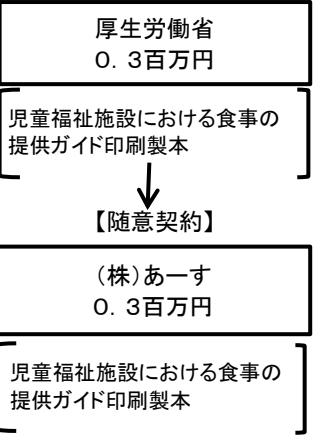 厚生労働省
０．３百万円
児童福祉施設における食事の
提供ガイド印刷製本
【随意契約】
（株）あーす
０．３百万円
児童福祉施設における食事の
提供ガイド印刷製本